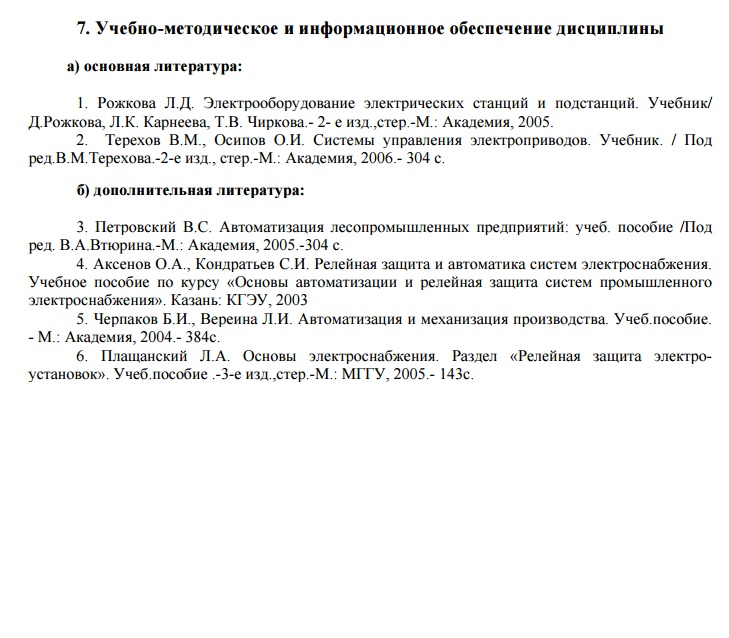 7. Учебно-методическое и информационное обеспечение дисциплины
а) основная литература:
1. Рожкова Л.Д. Электрооборудование электрических станций и подстанций. Учебник/
Д.Рожкова, Л.К. Карнеева, Т.В. Чиркова.- 2- е изд.,стер.-М.: Академия, 2005.
2. Терехов В.М., Осипов О.И. Системы управления электроприводов. Учебник. / Под
ред.В.М.Терехова.-2-е изд., стер.-М.: Академия, 2006.- 304 с.
б) дополнительная литература:
3. Петровский В.С. Автоматизация лесопромышленных предприятий: учеб. пособие /Под
ред. В.А.Втюрина.-М.: Академия, 2005.-304 с.
4. Аксенов О.А., Кондратьев С.И. Релейная защита и автоматика систем электроснабжения.
Учебное пособие по курсу «Основы автоматизации и релейная защита систем промышленного
электроснабжения». Казань: КГЭУ, 2003
5. Черпаков Б.И., Вереина Л.И. Автоматизация и механизация производства. Учеб.пособие.
- М.: Академия, 2004.- 384с.
6. Плащанский Л.А. Основы электроснабжения. Раздел «Релейная защита электро-
установок». Учеб.пособие .-3-е изд.,стер.-М.: МГГУ, 2005.- 143с.